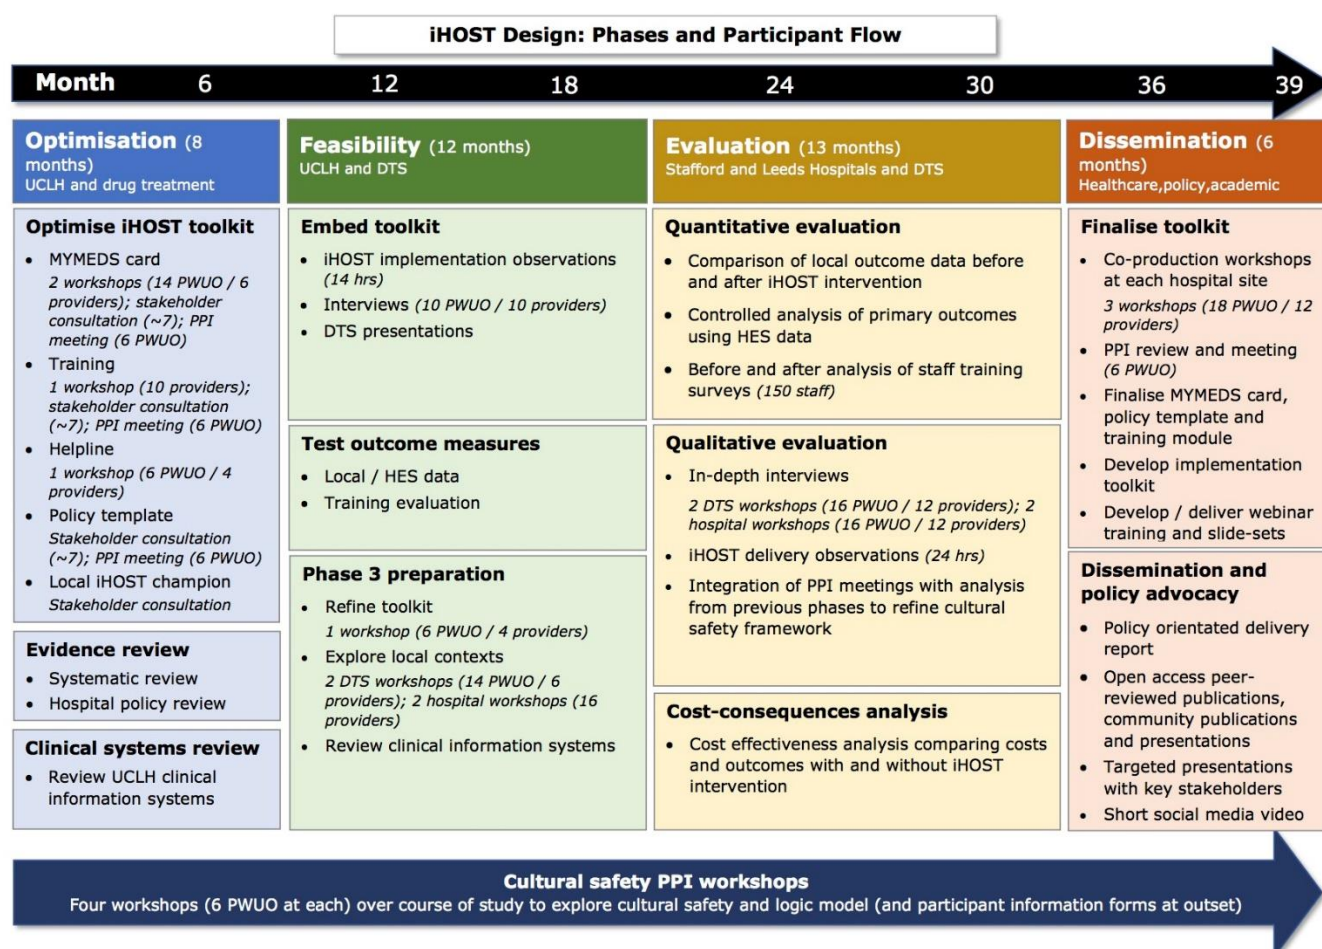 iHOST Design: Phases and Participant Flow
Month 6 12 18 24 30 36 39
Optimisation (8
months)
UCLH and drug treatment
Optimise iHOST toolkit
• MYMEDS card
2 workshops (14 PWUO / 6
providers); stakeholder
consultation (~7); PPI
meeting (6 PWUO)
• Training
1 workshop (10 providers);
stakeholder consultation
(~7); PPI meeting (6 PWUO)
• Helpline
1 workshop (6 PWUO / 4
providers)
• Policy template
Stakeholder consultation
(~7); PPI meeting (6 PWUO)
• Local iHOST champion
Stakeholder consultation
Evidence review
• Systematic review
• Hospital policy review
Clinical systems review
• Review UCLH clinical
information systems
Feasibility (12 months)
UCLH and DTS
Embed toolkit
• iHOST implementation observations
(14 hrs)
• Interviews (10 PWUO / 10 providers)
• DTS presentations
Test outcome measures
• Local / HES data
• Training evaluation
Phase 3 preparation
• Refine toolkit
1 workshop (6 PWUO / 4 providers)
• Explore local contexts
2 DTS workshops (14 PWUO / 6
providers); 2 hospital workshops (16
providers)
• Review clinical information systems
Evaluation (13 months)
Stafford and Leeds Hospitals and DTS
Quantitative evaluation
• Comparison of local outcome data before
and after iHOST intervention
• Controlled analysis of primary outcomes
using HES data
• Before and after analysis of staff training
surveys (150 staff)
Qualitative evaluation
• In-depth interviews
2 DTS workshops (16 PWUO / 12 providers); 2
hospital workshops (16 PWUO / 12 providers)
• iHOST delivery observations (24 hrs)
• Integration of PPI meetings with analysis
from previous phases to refine cultural
safety framework
Cost-consequences analysis
• Cost effectiveness analysis comparing costs
and outcomes with and without iHOST
intervention
Dissemination (6
months)
Healthcare,policy,academic
Finalise toolkit
• Co-production workshops
at each hospital site
3 workshops (18 PWUO / 12
providers)
• PPI review and meeting
(6 PWUO)
• Finalise MYMEDS card,
policy template and
training module
• Develop implementation
toolkit
• Develop / deliver webinar
training and slide-sets
Dissemination and
policy advocacy
• Policy orientated delivery
report
• Open access peer-
reviewed publications,
community publications
and presentations
• Targeted presentations
with key stakeholders
• Short social media video
Cultural safety PPI workshops
Four workshops (6 PWUO at each) over course of study to explore cultural safety and logic model (and participant information forms at outset)